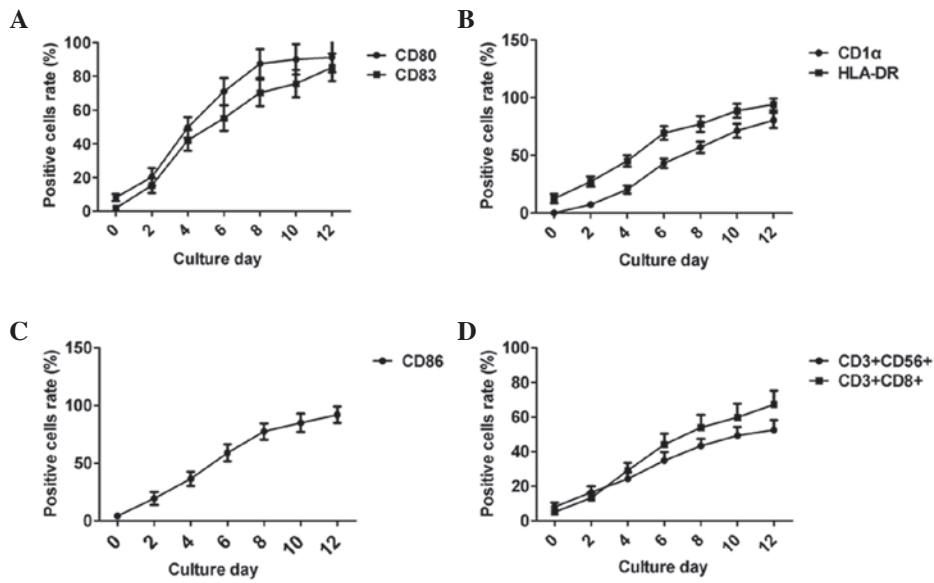 A
Positive cells rate (%)
100
80
60
40
20
0
0 2 4 6 8 10 12
Culture day
CD80
CD83
B
Positive cells rate (%)
150
100
50
0
0 2 4 6 8 10 12
Culture day
CD1α
HLA-DR
C
Positive cells rate (%)
150
100
50
0
0 2 4 6 8 10 12
Culture day
CD86
D
Positive cells rate (%)
100
80
60
40
20
0
0 2 4 6 8 10 12
Culture day
CD3+CD56+
CD3+CD8+